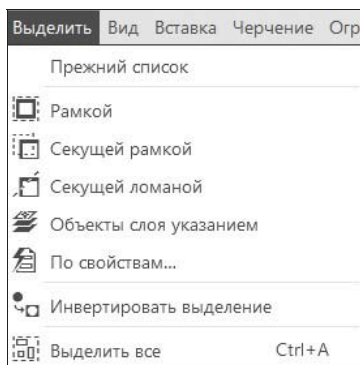 Выделить Вид Вставка Черчение Огр
Прежний список
Рамкой
Секущей рамкой
Секущей ломаной
Объекты слоя указанием
По свойствам...
Инвертировать выделение
Выделить все Ctrl+A